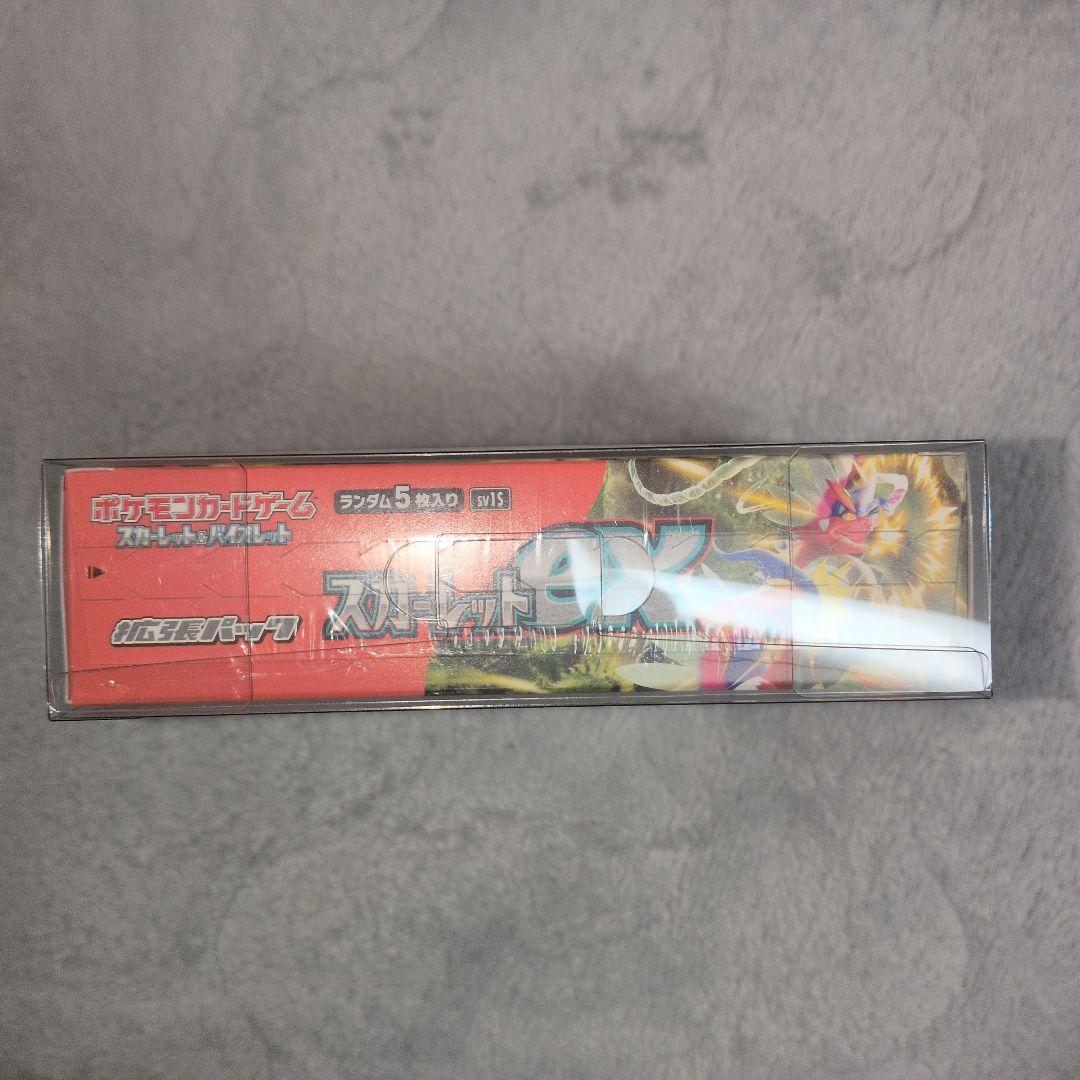 ポケモンカードゲーム
スカーレット&バイオレット
ランダム5枚入り
sv1S
拡張パック
スカーレットex